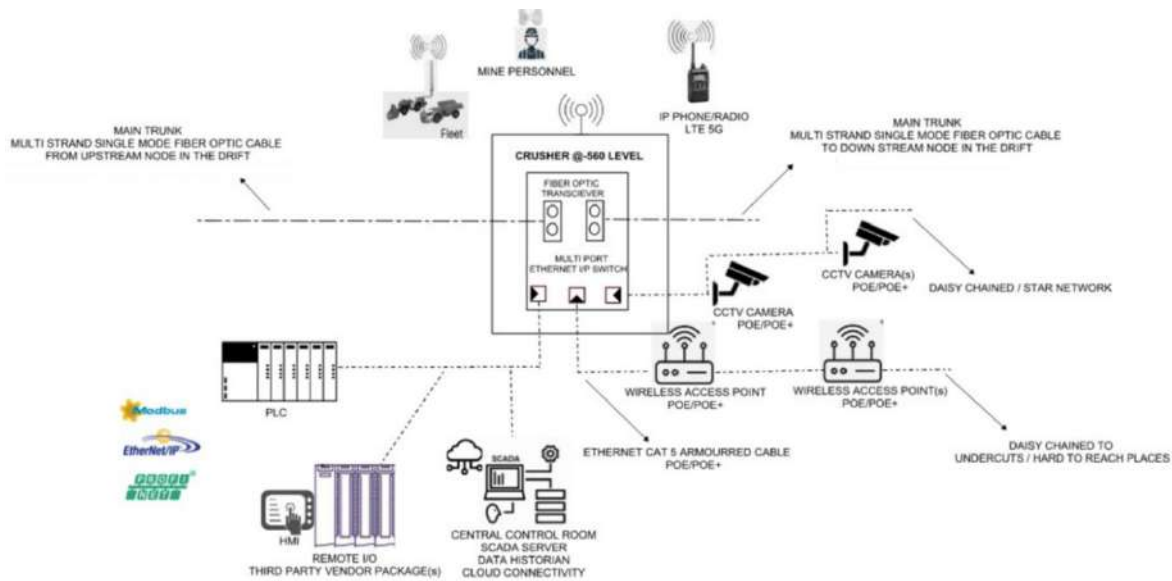 MINE PERSONNEL
Fleet
IP PHONE/RADIO
LTE 5G
MAIN TRUNK
MULTI STRAND SINGLE MODE FIBER OPTIC CABLE
FROM UPSTREAM NODE IN THE DRIFT
MAIN TRUNK
MULTI STRAND SINGLE MODE FIBER OPTIC CABLE
TO DOWN STREAM NODE IN THE DRIFT
CRUSHER @-560 LEVEL
FIBER OPTIC
TRANSCIEVER
MULTI PORT
ETHERNET I/P SWITCH
CCTV CAMERA(s)
POE/POE+
DAISY CHAINED / STAR NETWORK
CCTV CAMERA
POE/POE+
WIRELESS ACCESS POINT
POE/POE+
WIRELESS ACCESS POINT(s)
POE/POE+
PLC
Modbus
EtherNet/IP
PROFI
NET
ETHERNET CAT 5 ARMOURRED CABLE
POE/POE+
DAISY CHAINED TO
UNDERCUTS / HARD TO REACH PLACES
SCADA
HMI
REMOTE I/O
THIRD PARTY VENDOR PACKAGE(s)
CENTRAL CONTROL ROOM
SCADA SERVER
DATA HISTORIAN
CLOUD CONNECTIVITY